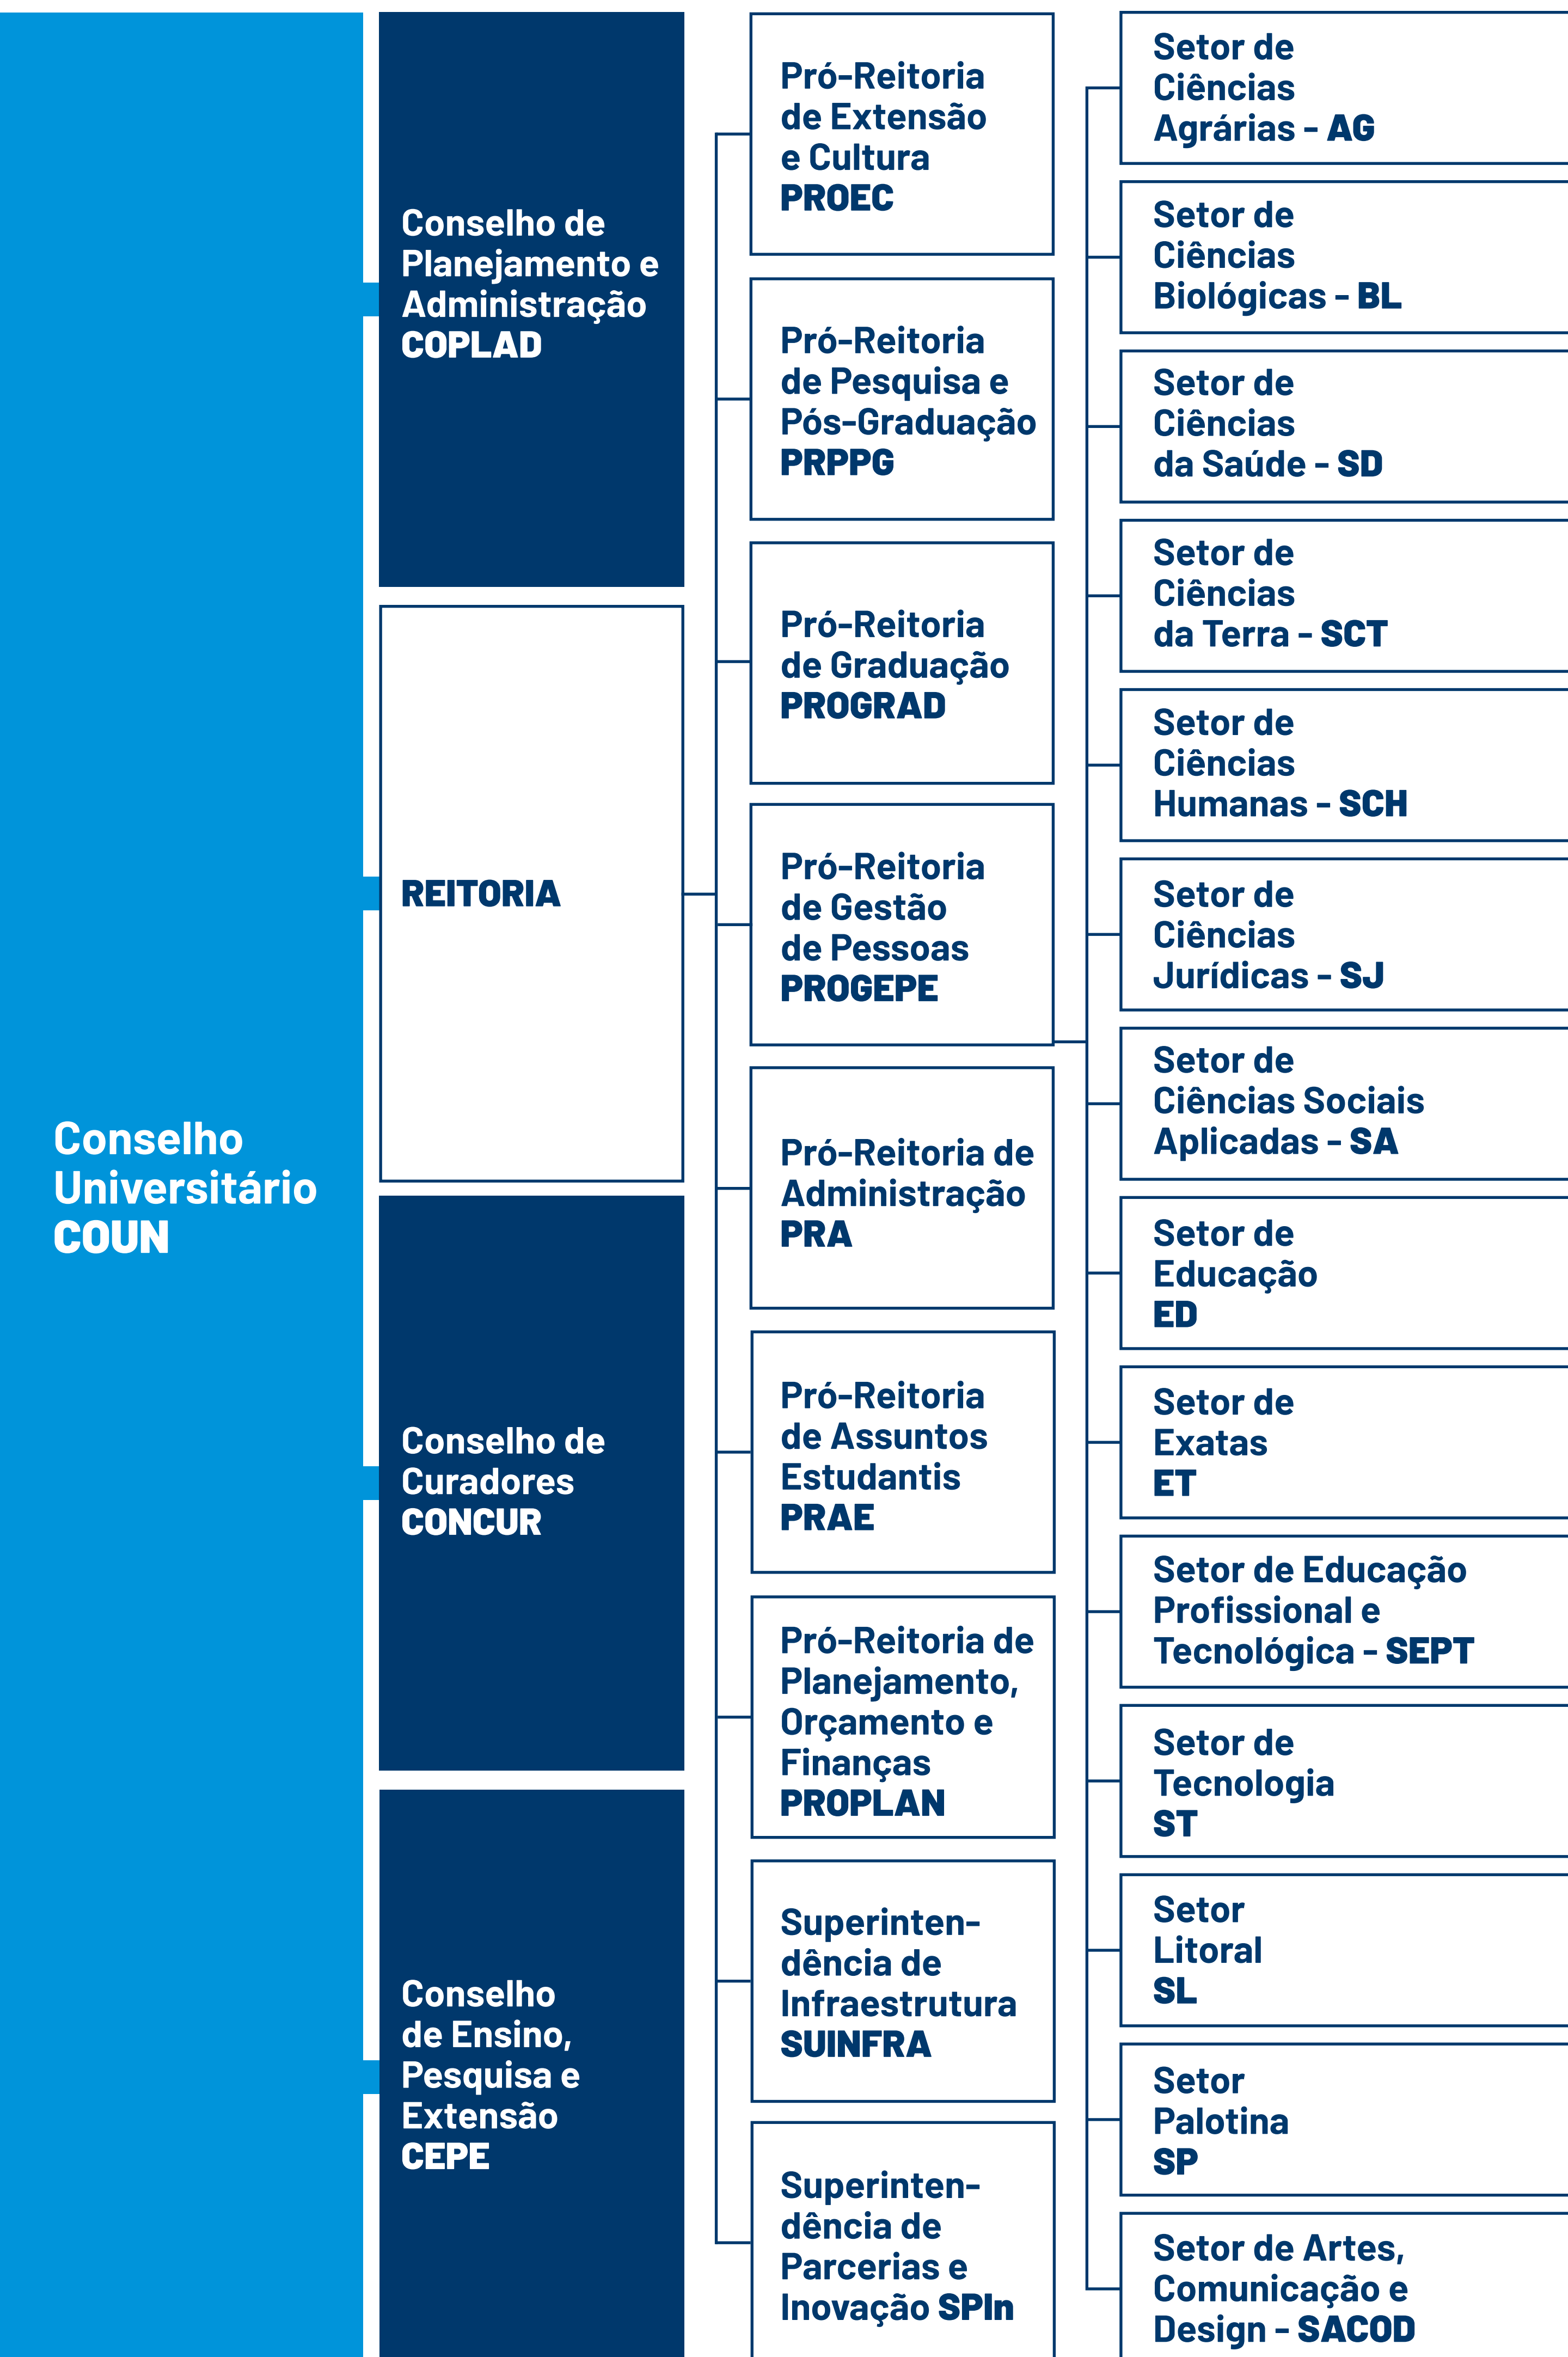 Conselho
Universitário
COUN
Conselho de
Planejamento e
Administração
COPLAD
REITORIA
Conselho de
Curadores
CONCUR
Conselho
de Ensino,
Pesquisa e
Extensão
CEPE
Pró-Reitoria
de Extensão
e Cultura
PROEC
Pró-Reitoria
de Pesquisa e
Pós-Graduação
PRPPG
Pró-Reitoria
de Graduação
PROGRAD
Pró-Reitoria
de Gestão
de Pessoas
PROGEPE
Pró-Reitoria de
Administração
PRA
Pró-Reitoria
de Assuntos
Estudantis
PRAE
Pró-Reitoria de
Planejamento,
Orçamento e
Finanças
PROPLAN
Superinten-
dência de
Infraestrutura
SUINFRA
Superinten-
dência de
Parcerias e
Inovação SPIn
Setor de
Ciências
Agrárias - AG
Setor de
Ciências
Biológicas - BL
Setor de
Ciências
da Saúde - SD
Setor de
Ciências
da Terra - SCT
Setor de
Ciências
Humanas - SCH
Setor de
Ciências
Jurídicas - SJ
Setor de
Ciências Sociais
Aplicadas - SA
Setor de
Educação
ED
Setor de
Exatas
ET
Setor de Educação
Profissional e
Tecnológica - SEPT
Setor de
Tecnologia
ST
Setor
Litoral
SL
Setor
Palotina
SP
Setor de Artes,
Comunicação e
Design - SACOD